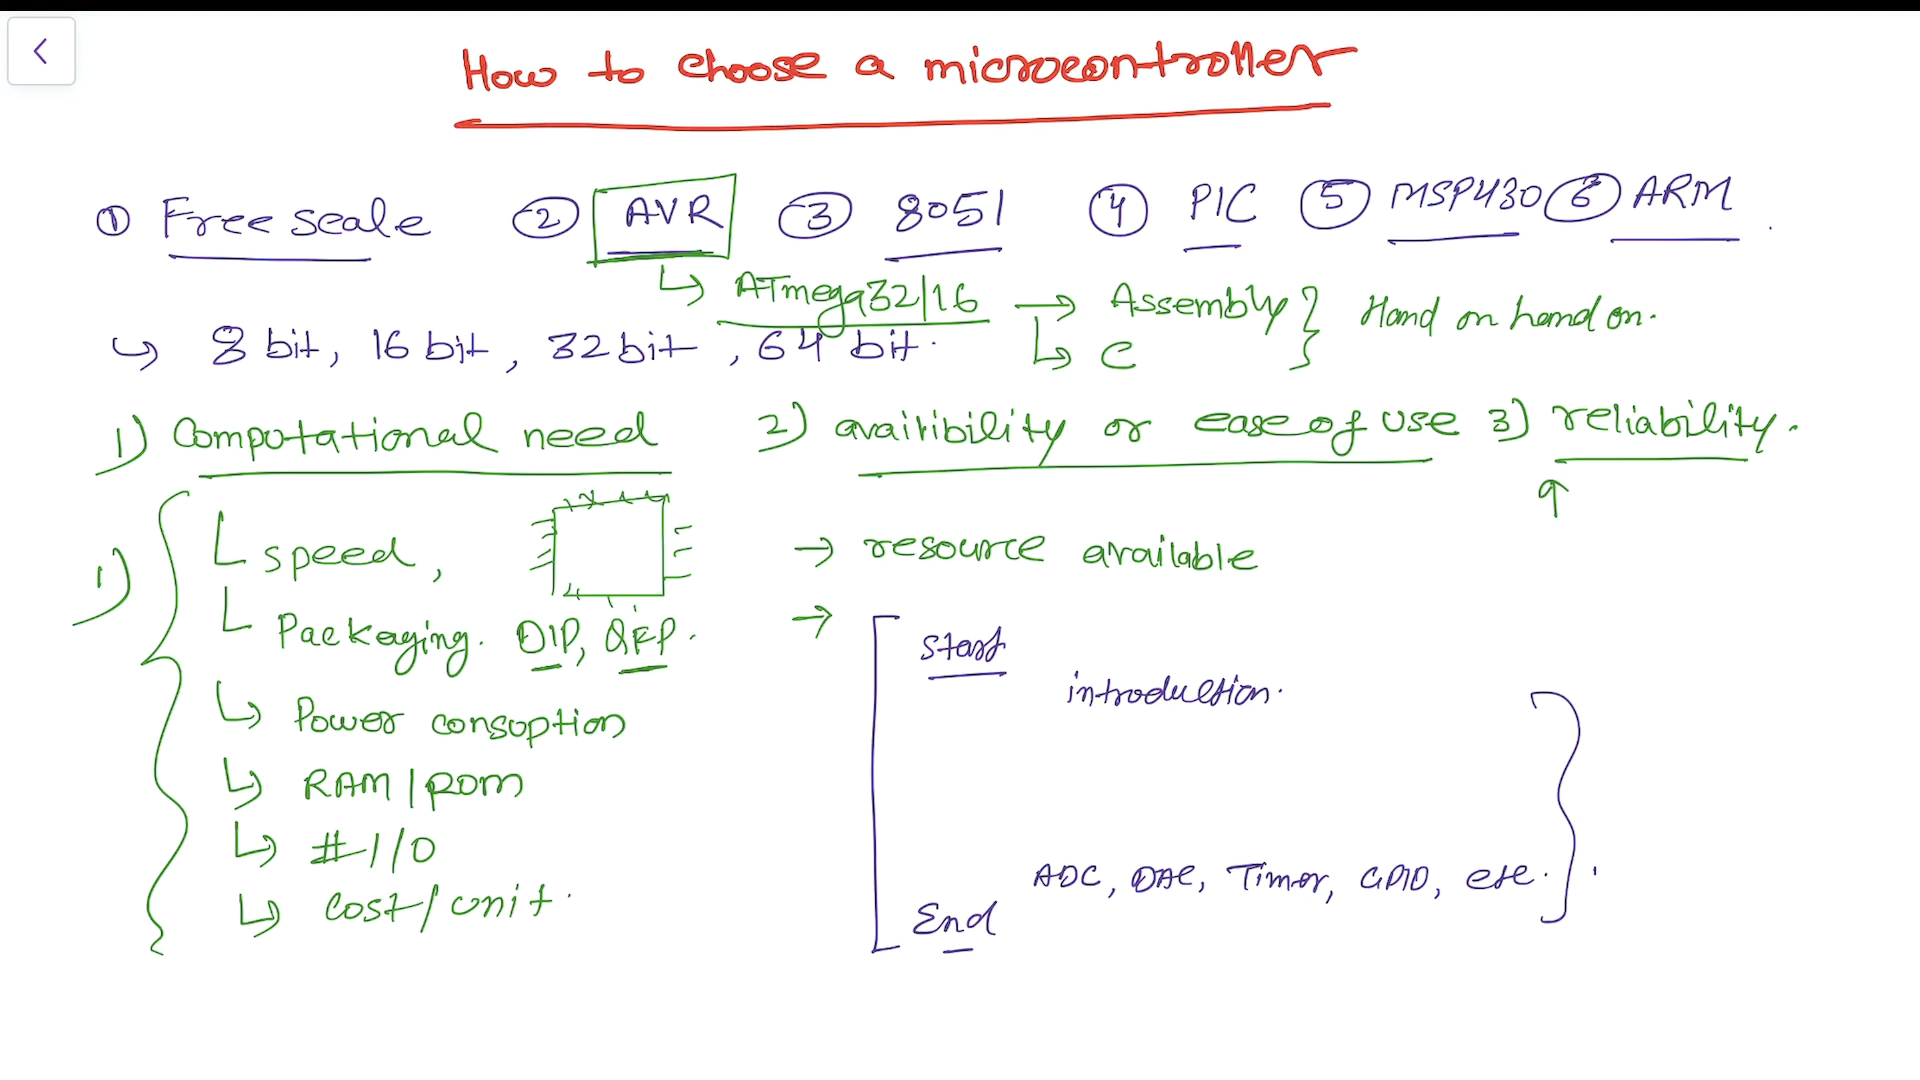 How to choose a microcontroller
① Free scale ② AVR ③ 8051 ④ PIC ⑤ MSP430 ⑥ ARM
↳ ATmega32/16 → Assembly } Hand on hand on.
↳ C
↳ 8 bit, 16 bit, 32 bit, 64 bit.
1) Computational need 2) avairibility or ease of use 3) reliability.
1) speed,
Packaging. DIP, QFP.
↳ Power consuption
↳ RAM/ROM
↳ #I/O
↳ Cost/unit.
→ resource available
→ Start
introduction.
ADC, DAC, Timer, GPIO, etc.
End